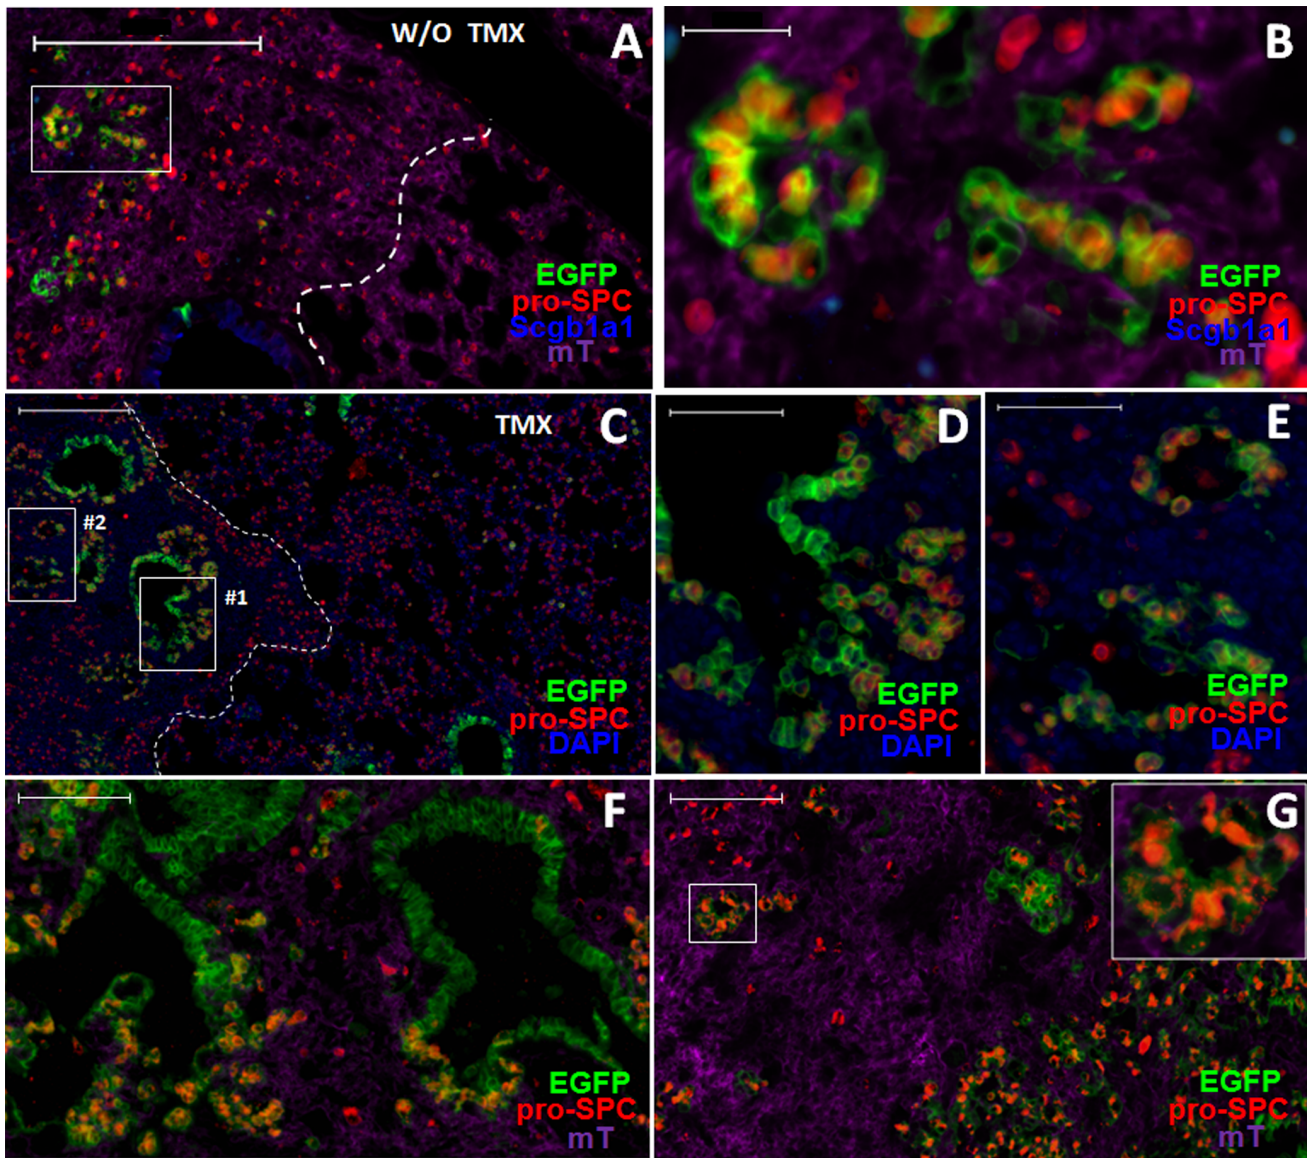 W/O TMX
A
EGFP
pro-SPC
Scgb1a1
mT
B
EGFP
pro-SPC
Scgb1a1
mT
TMX
C
#2
#1
EGFP
pro-SPC
DAPI
D
EGFP
pro-SPC
DAPI
E
EGFP
pro-SPC
DAPI
F
EGFP
pro-SPC
mT
G
EGFP
pro-SPC
mT